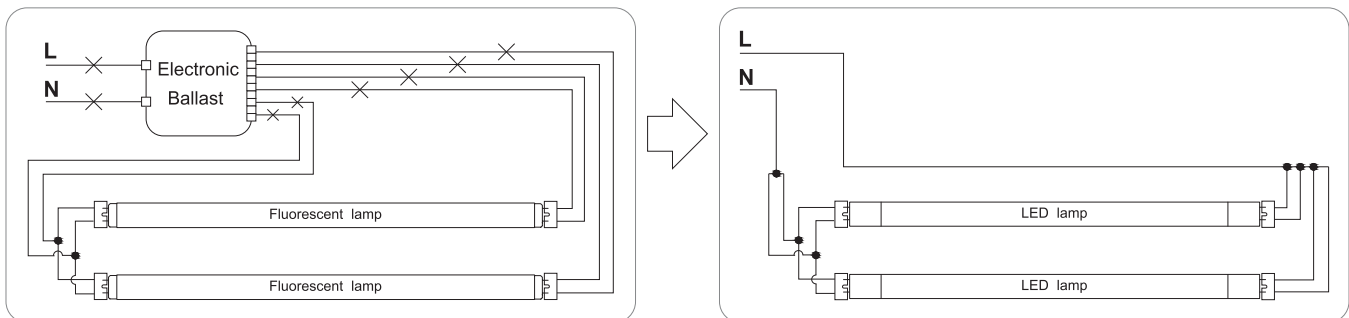 L
N
Electronic
Ballast
Fluorescent lamp
Fluorescent lamp
L
N
LED lamp
LED lamp